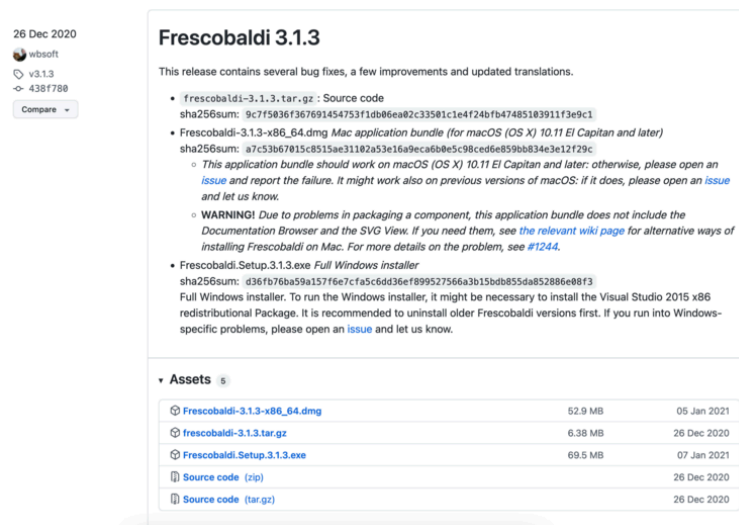 26 Dec 2020
wbsoft
v3.1.3
438f780
Compare
Frescobaldi 3.1.3
This release contains several bug fixes, a few improvements and updated translations.
frescobaldi-3.1.3.tar.gz : Source code
sha256sum: 9c7f5036f367691454753f1db06ea02c33501c1e4f24bfb47485103911f3e9c1
Frescobaldi-3.1.3-x86_64.dmg Mac application bundle (for macOS (OS X) 10.11 El Capitan and later)
sha256sum: a7c53b67015c8515ae31102a53e16a9eca6b0e5c98ced6e859bb834e3e12f29c
This application bundle should work on macOS (OS X) 10.11 El Capitan and later: otherwise, please open an
issue and report the failure. It might work also on previous versions of macOS: if it does, please open an issue
and let us know.
WARNING! Due to problems in packaging a component, this application bundle does not include the
Documentation Browser and the SVG View. If you need them, see the relevant wiki page for alternative ways of
installing Frescobaldi on Mac. For more details on the problem, see #1244.
Frescobaldi.Setup.3.1.3.exe Full Windows installer
sha256sum: d36fb76ba59a157f6e7cfa5c6dd36ef899527566a3b15bdb855da852886e08f3
Full Windows installer. To run the Windows installer, it might be necessary to install the Visual Studio 2015 x86
redistributional Package. It is recommended to uninstall older Frescobaldi versions first. If you run into Windows-
specific problems, please open an issue and let us know.
Assets 5
Frescobaldi-3.1.3-x86_64.dmg 52.9 MB 05 Jan 2021
frescobaldi-3.1.3.tar.gz 6.38 MB 26 Dec 2020
Frescobaldi.Setup.3.1.3.exe 69.5 MB 07 Jan 2021
Source code (zip) 26 Dec 2020
Source code (tar.gz) 26 Dec 2020